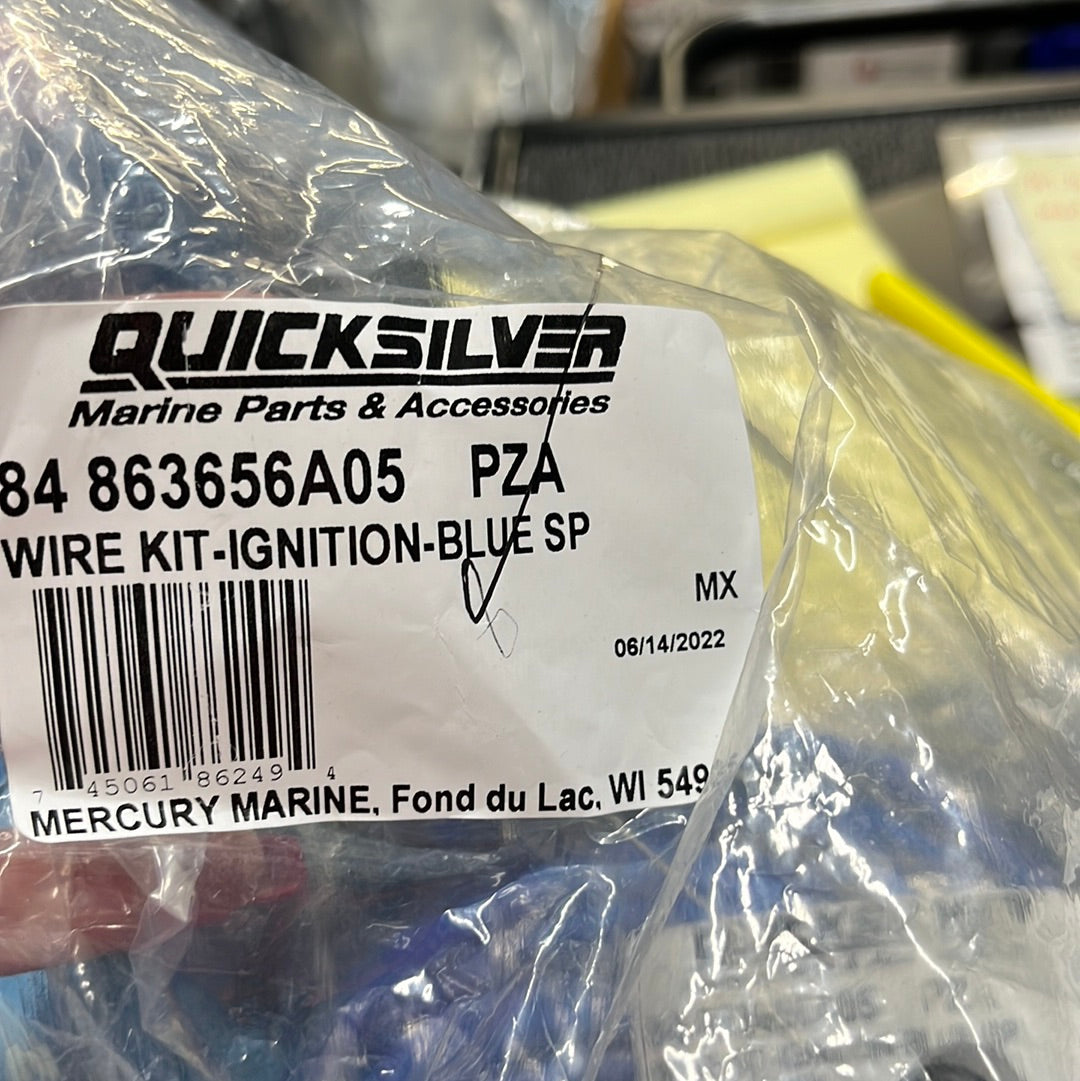 QUICKSILVER
Marine Parts & Accessories
84 863656A05 PZA
WIRE KIT-IGNITION-BLUE SP
MX
06/14/2022
7 45061 86249 4
MERCURY MARINE, Fond du Lac, WI 549